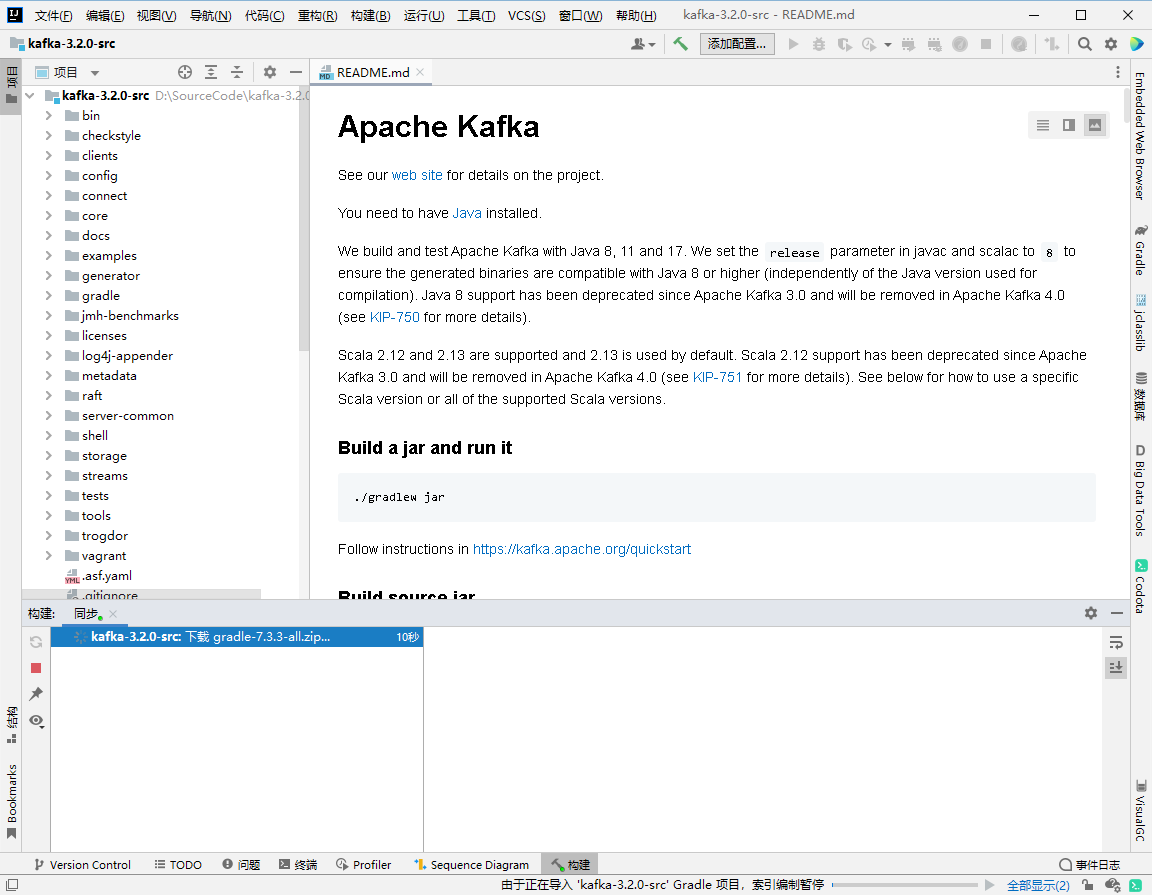 文件(F) 编辑(E) 视图(V) 导航(N) 代码(C) 重构(R) 构建(B) 运行(U) 工具(T) VCS(S) 窗口(W) 帮助(H) kafka-3.2.0-src - README.md
kafka-3.2.0-src
添加配置...
项目
项目
README.md
kafka-3.2.0-src D:\SourceCode\kafka-3.2.0
bin
checkstyle
clients
config
connect
core
docs
examples
generator
gradle
jmh-benchmarks
licenses
log4j-appender
metadata
raft
server-common
shell
storage
streams
tests
tools
trogdor
vagrant
.asf.yaml
.gitignore
Apache Kafka
See our web site for details on the project.
You need to have Java installed.
We build and test Apache Kafka with Java 8, 11 and 17. We set the release parameter in javac and scalac to 8 to
ensure the generated binaries are compatible with Java 8 or higher (independently of the Java version used for
compilation). Java 8 support has been deprecated since Apache Kafka 3.0 and will be removed in Apache Kafka 4.0
(see KIP-750 for more details).
Scala 2.12 and 2.13 are supported and 2.13 is used by default. Scala 2.12 support has been deprecated since Apache
Kafka 3.0 and will be removed in Apache Kafka 4.0 (see KIP-751 for more details). See below for how to use a specific
Scala version or all of the supported Scala versions.
Build a jar and run it
./gradlew jar
Follow instructions in https://kafka.apache.org/quickstart
Build source jar
Embedded Web Browser
Gradle
jclasslib
数据库
D Big Data Tools
Codota
VisualGC
构建: 同步
kafka-3.2.0-src: 下载 gradle-7.3.3-all.zip... 10秒
结构
Bookmarks
Version Control TODO 问题 终端 Profiler Sequence Diagram 构建 事件日志
由于正在导入 'kafka-3.2.0-src' Gradle 项目，索引编制暂停 全部显示(2)